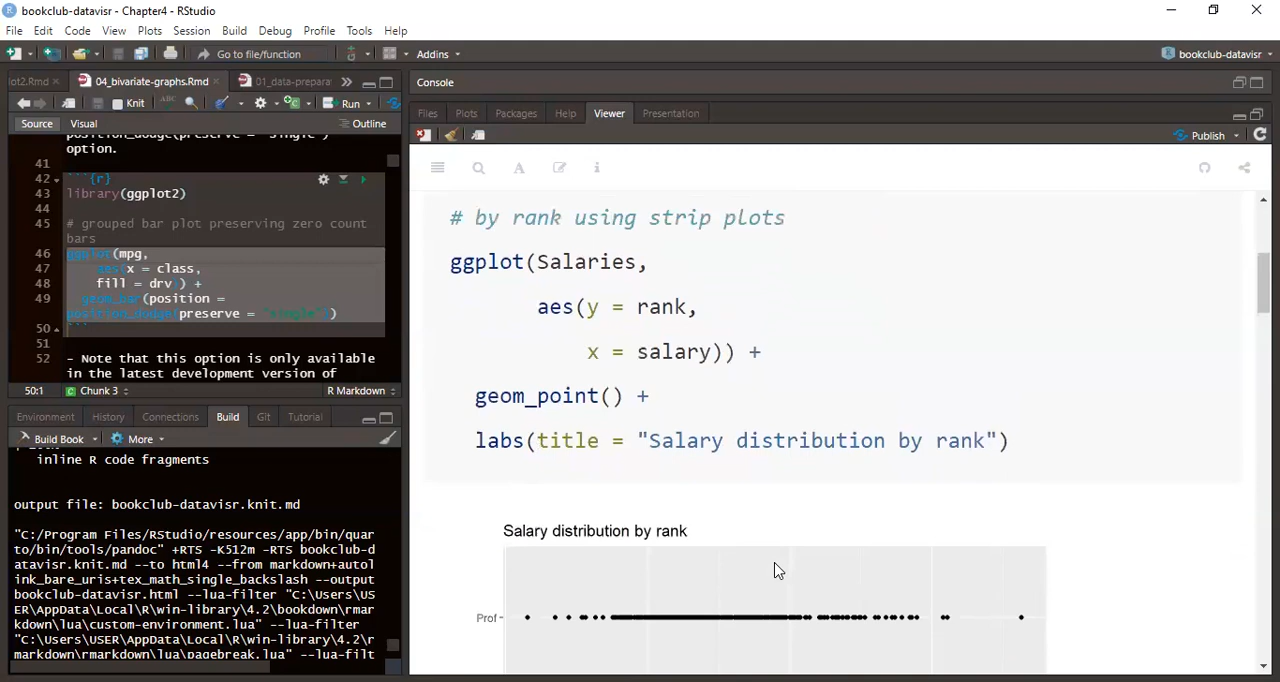 bookclub-datavisr - Chapter4 - RStudio
File Edit Code View Plots Session Build Debug Profile Tools Help
Go to file/function Addins bookclub-datavisr
lot2.Rmd 04_bivariate-graphs.Rmd 01_data-prepara
Knit ABC Run
Source Visual Outline
option.
41
42 ```{r}
43 library(ggplot2)
44
45 # grouped bar plot preserving zero count
bars
46 ggplot(mpg,
47 aes(x = class,
48 fill = drv)) +
49 geom_bar(position =
position_dodge(preserve = "single"))
50 ```
51
52 - Note that this option is only available
in the latest development version of
50:1 Chunk 3 R Markdown
Environment History Connections Build Git Tutorial
Build Book More
inline R code fragments
output file: bookclub-datavisr.knit.md
"C:/Program Files/RStudio/resources/app/bin/quar
to/bin/tools/pandoc" +RTS -K512m -RTS bookclub-d
atavisr.knit.md --to html4 --from markdown+autol
ink_bare_uris+tex_math_single_backslash --output
bookclub-datavisr.html --lua-filter "C:\Users\US
ER\AppData\Local\R\win-library\4.2\bookdown\rmar
kdown\lua\custom-environment.lua" --lua-filter
"C:\Users\USER\AppData\Local\R\win-library\4.2\r
markdown\rmarkdown\lua\pagebreak.lua" --lua-filt
Console
Files Plots Packages Help Viewer Presentation
Publish
# by rank using strip plots
ggplot(Salaries,
aes(y = rank,
x = salary)) +
geom_point() +
labs(title = "Salary distribution by rank")
Salary distribution by rank
Prof